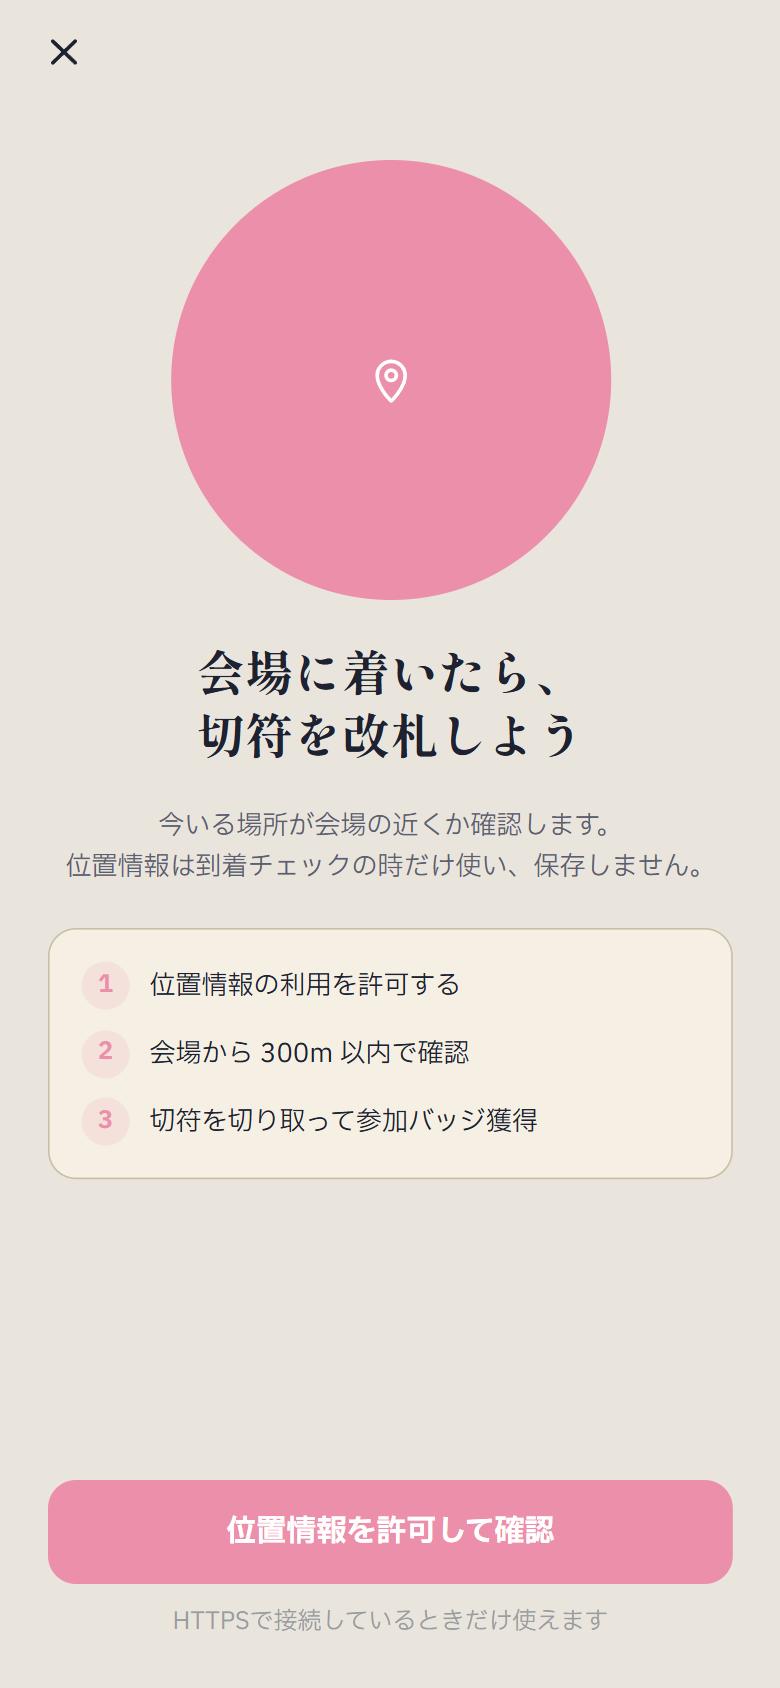 会場に着いたら、
切符を改札しよう
今いる場所が会場の近くか確認します。
位置情報は到着チェックの時だけ使い、保存しません。
1 位置情報の利用を許可する
2 会場から 300m 以内で確認
3 切符を切り取って参加バッジ獲得
位置情報を許可して確認
HTTPSで接続しているときだけ使えます